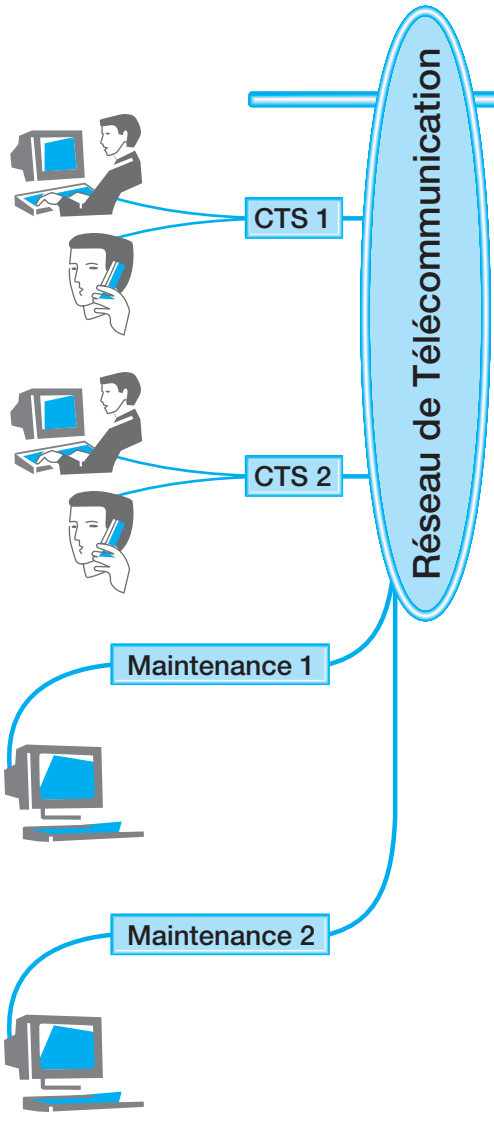 Réseau de Télécommunication
CTS 1
CTS 2
Maintenance 1
Maintenance 2